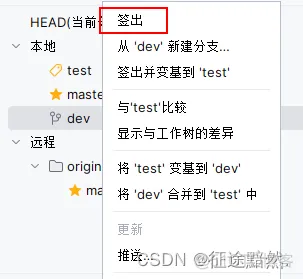 HEAD(当前
签出
本地
从 'dev' 新建分支...
test
签出并变基到 'test'
maste
dev
与'test'比较
显示与工作树的差异
远程
origin
将 'test' 变基到 'dev'
ma
将 'dev' 合并到 'test' 中
更新
推送...
CSDN @征途黯然.